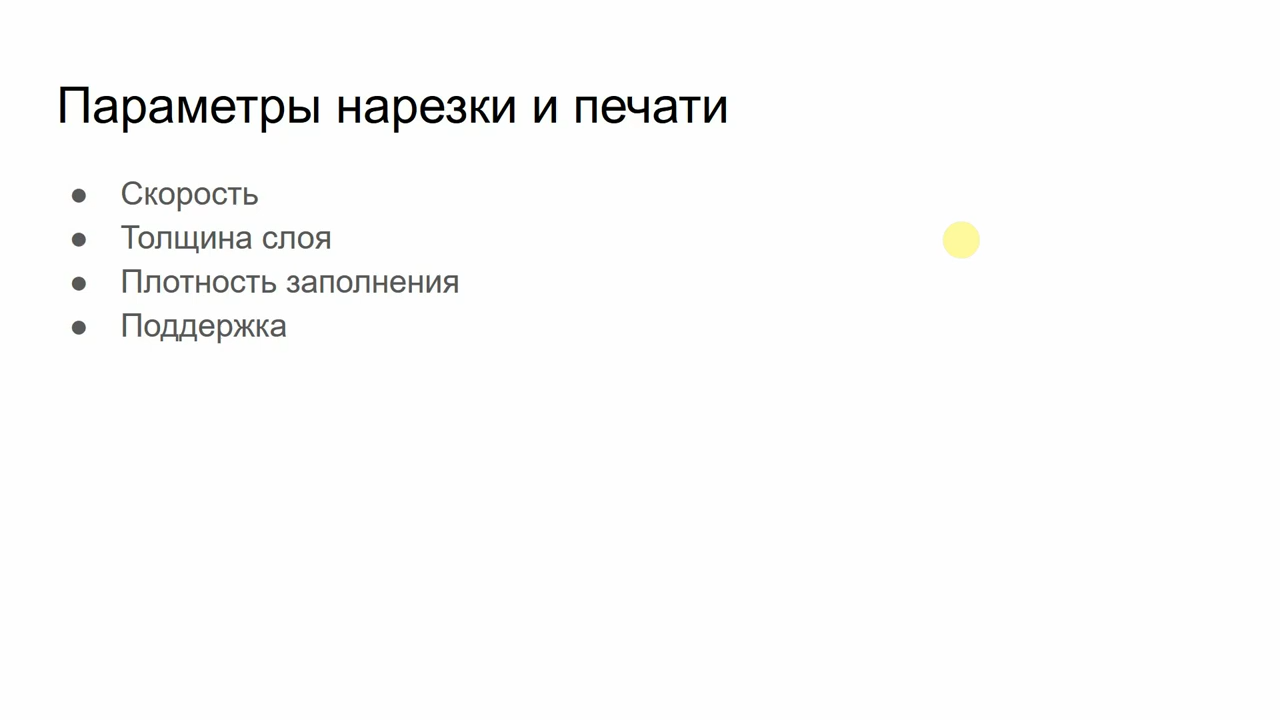 Параметры нарезки и печати
● Скорость
● Толщина слоя
● Плотность заполнения
● Поддержка